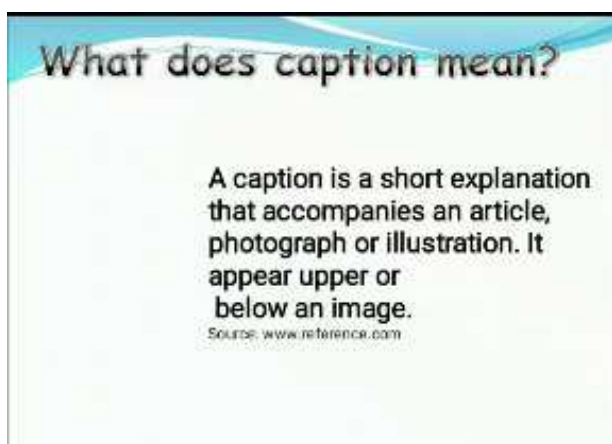 What does caption mean?
A caption is a short explanation
that accompanies an article,
photograph or illustration. It
appear upper or
below an image.
Source: www.reference.com